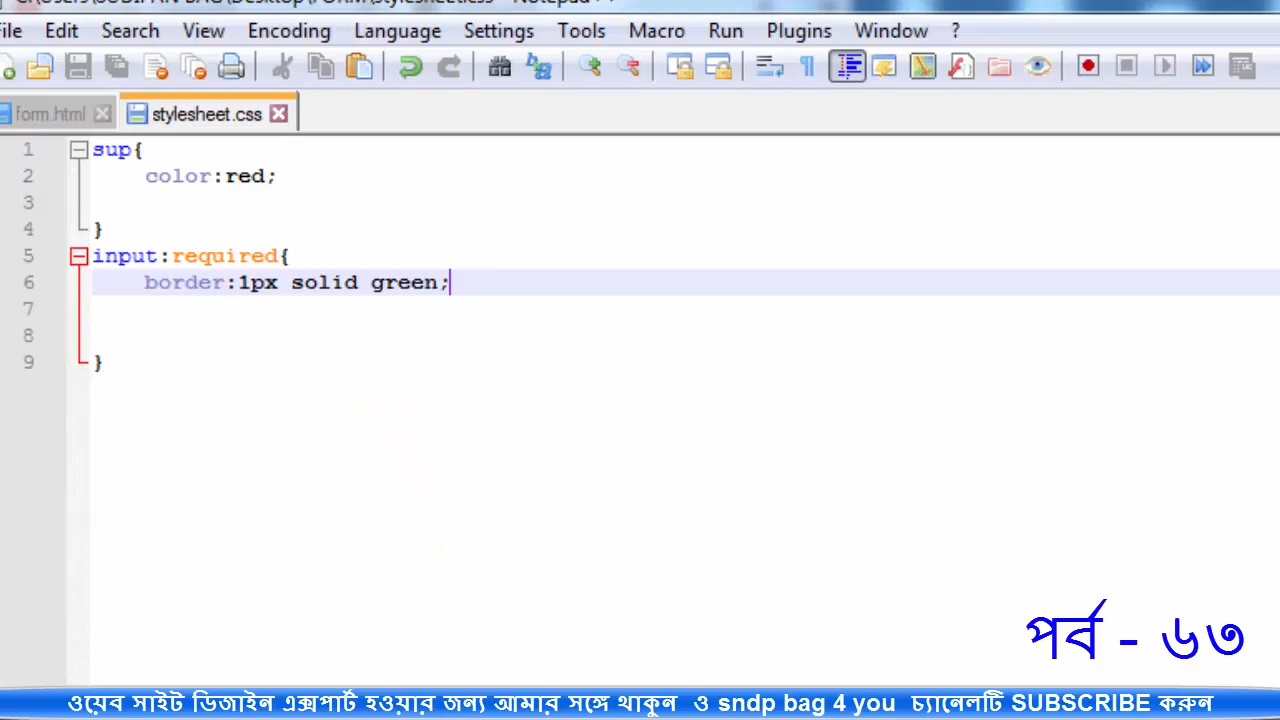 File Edit Search View Encoding Language Settings Tools Macro Run Plugins Window ?
form.html stylesheet.css
1 sup{
2 color:red;
3
4 }
5 input:required{
6 border:1px solid green;
7
8
9 }
পর্ব - ৬৩
ওয়েব সাইট ডিজাইন এক্সপার্ট হওয়ার জন্য আমার সঙ্গে থাকুন ও sndp bag 4 you চ্যানেলটি SUBSCRIBE করুন